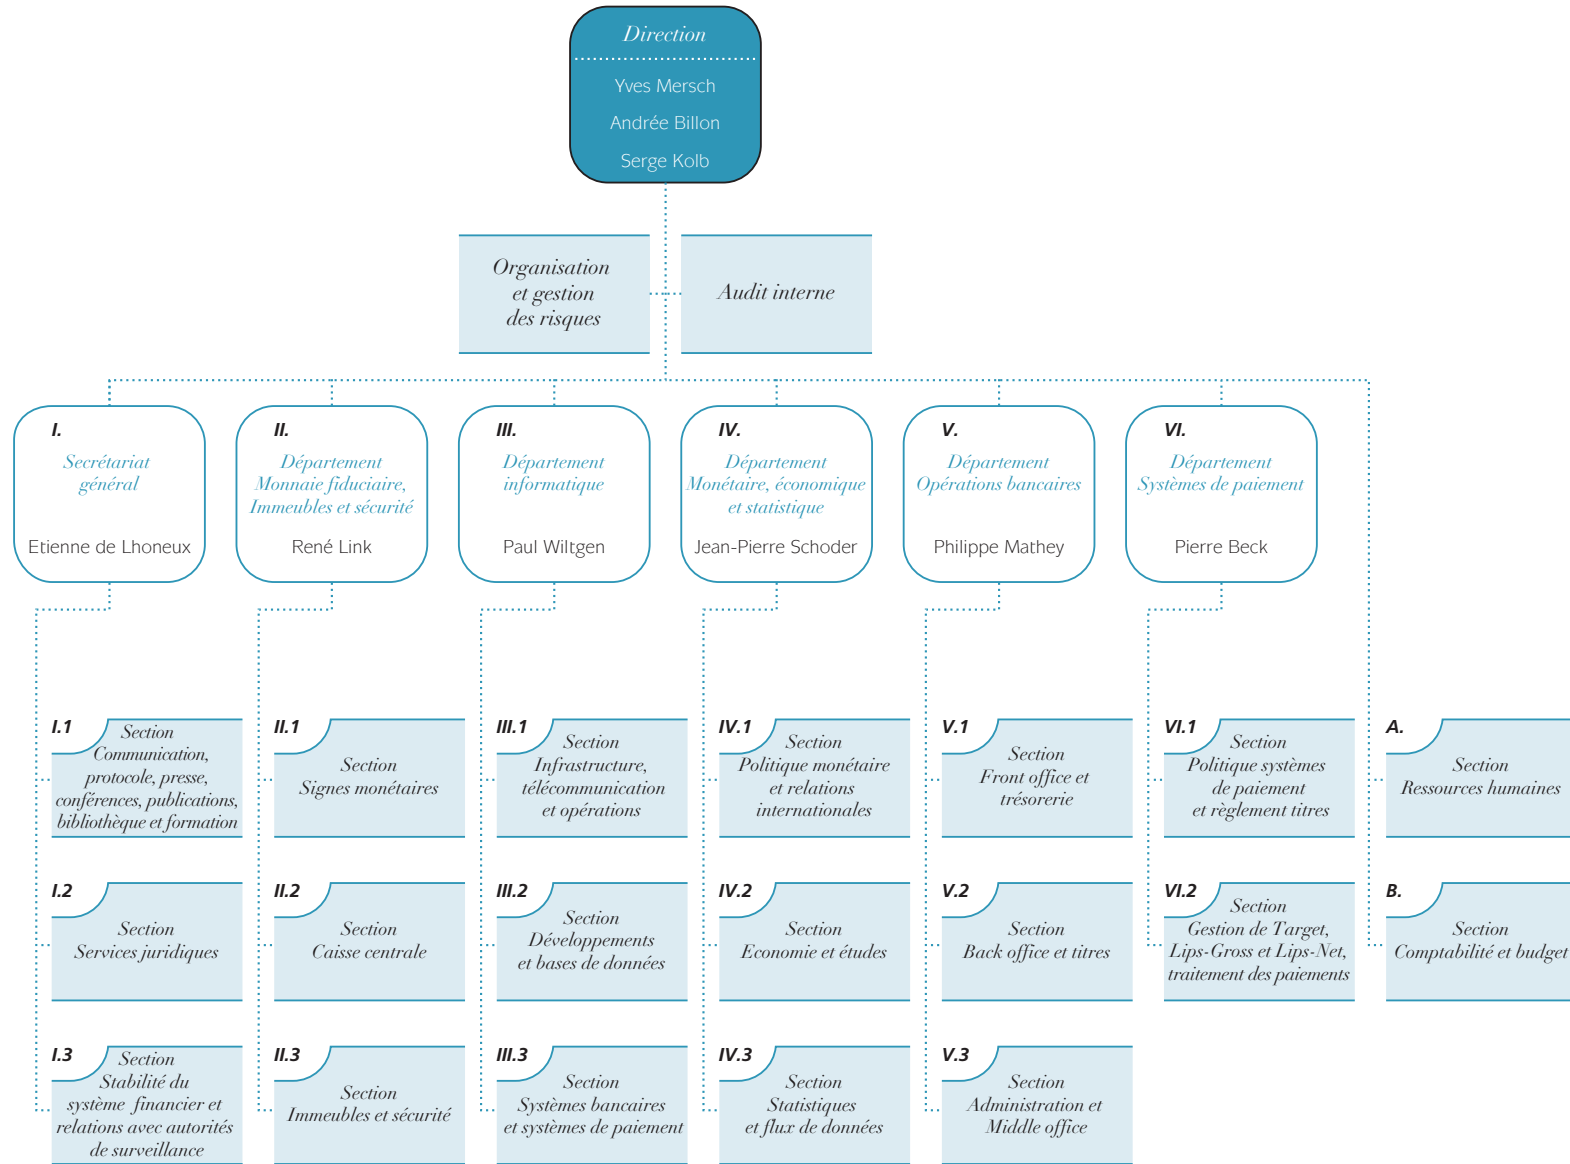 Direction
Yves Mersch
Andrée Billon
Serge Kolb
Organisation
et gestion
des risques
Audit interne
I.
Secrétariat
général
Etienne de Lhoneux
II.
Département
Monnaie fiduciaire,
Immeubles et sécurité
René Link
III.
Département
informatique
Paul Wiltgen
IV.
Département
Monétaire, économique
et statistique
Jean-Pierre Schoder
V.
Département
Opérations bancaires
Philippe Mathey
VI.
Département
Systèmes de paiement
Pierre Beck
I.1
Section
Communication,
protocole, presse,
conférences, publications,
bibliothèque et formation
II.1
Section
Signes monétaires
III.1
Section
Infrastructure,
télécommunication
et opérations
IV.1
Section
Politique monétaire
et relations
internationales
V.1
Section
Front office et
trésorerie
VI.1
Section
Politique systèmes
de paiement
et règlement titres
A.
Section
Ressources humaines
I.2
Section
Services juridiques
II.2
Section
Caisse centrale
III.2
Section
Développements
et bases de données
IV.2
Section
Economie et études
V.2
Section
Back office et titres
VI.2
Section
Gestion de Target,
Lips-Gross et Lips-Net,
traitement des paiements
B.
Section
Comptabilité et budget
I.3
Section
Stabilité du
système financier et
relations avec autorités
de surveillance
II.3
Section
Immeubles et sécurité
III.3
Section
Systèmes bancaires
et systèmes de paiement
IV.3
Section
Statistiques
et flux de données
V.3
Section
Administration et
Middle office